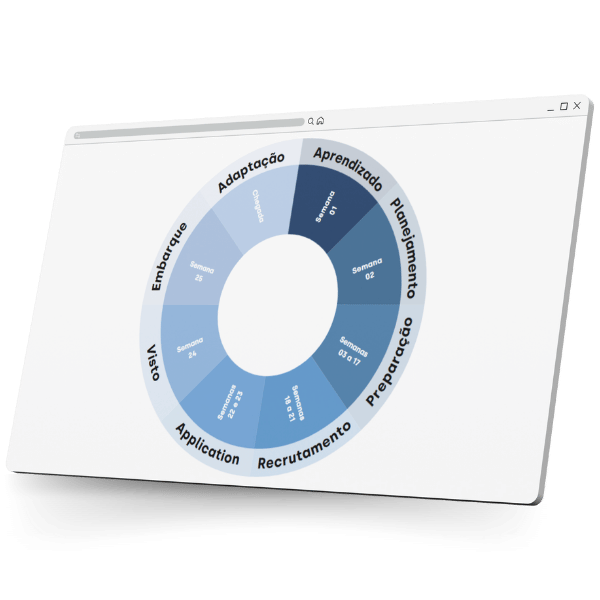 Aprendizado
Semana
01
Planejamento
Semana
02
Preparação
Semanas
03 a 17
Recrutamento
Semanas
18 a 21
Application
Semanas
22 e 23
Visto
Semana
24
Embarque
Semana
25
Adaptação
Chegada